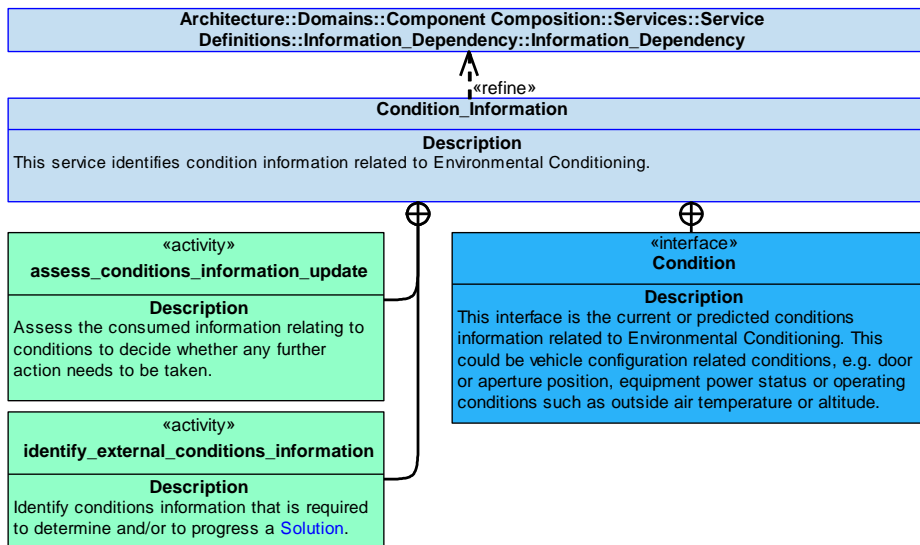 Architecture::Domains::Component Composition::Services::Service
Definitions::Information_Dependency::Information_Dependency
«refine»
Condition_Information
Description
This service identifies condition information related to Environmental Conditioning.
«activity»
assess_conditions_information_update
Description
Assess the consumed information relating to
conditions to decide whether any further
action needs to be taken.
«interface»
Condition
Description
This interface is the current or predicted conditions
information related to Environmental Conditioning. This
could be vehicle configuration related conditions, e.g. door
or aperture position, equipment power status or operating
conditions such as outside air temperature or altitude.
«activity»
identify_external_conditions_information
Description
Identify conditions information that is required
to determine and/or to progress a Solution.